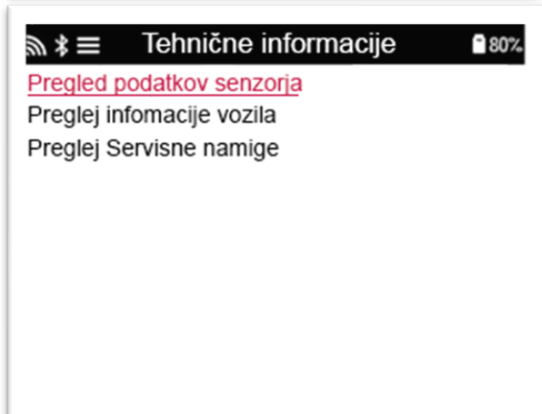 Tehnične informacije 80%
Pregled podatkov senzorja
Preglej infomacije vozila
Preglej Servisne namige